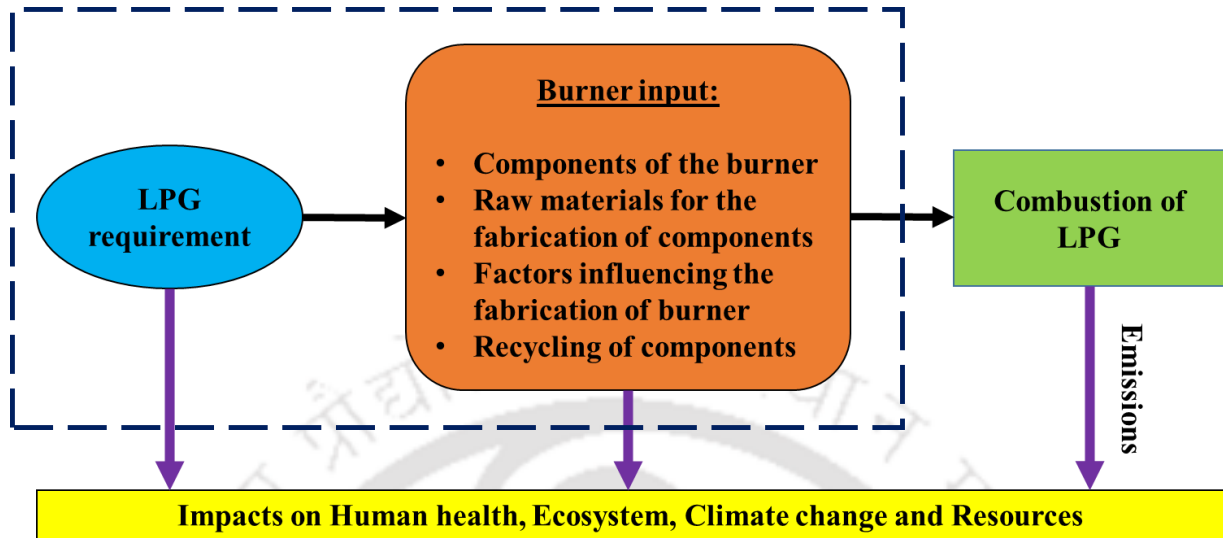 LPG
requirement
Burner input:
• Components of the burner
• Raw materials for the
fabrication of components
• Factors influencing the
fabrication of burner
• Recycling of components
Combustion of
LPG
Emissions
Impacts on Human health, Ecosystem, Climate change and Resources